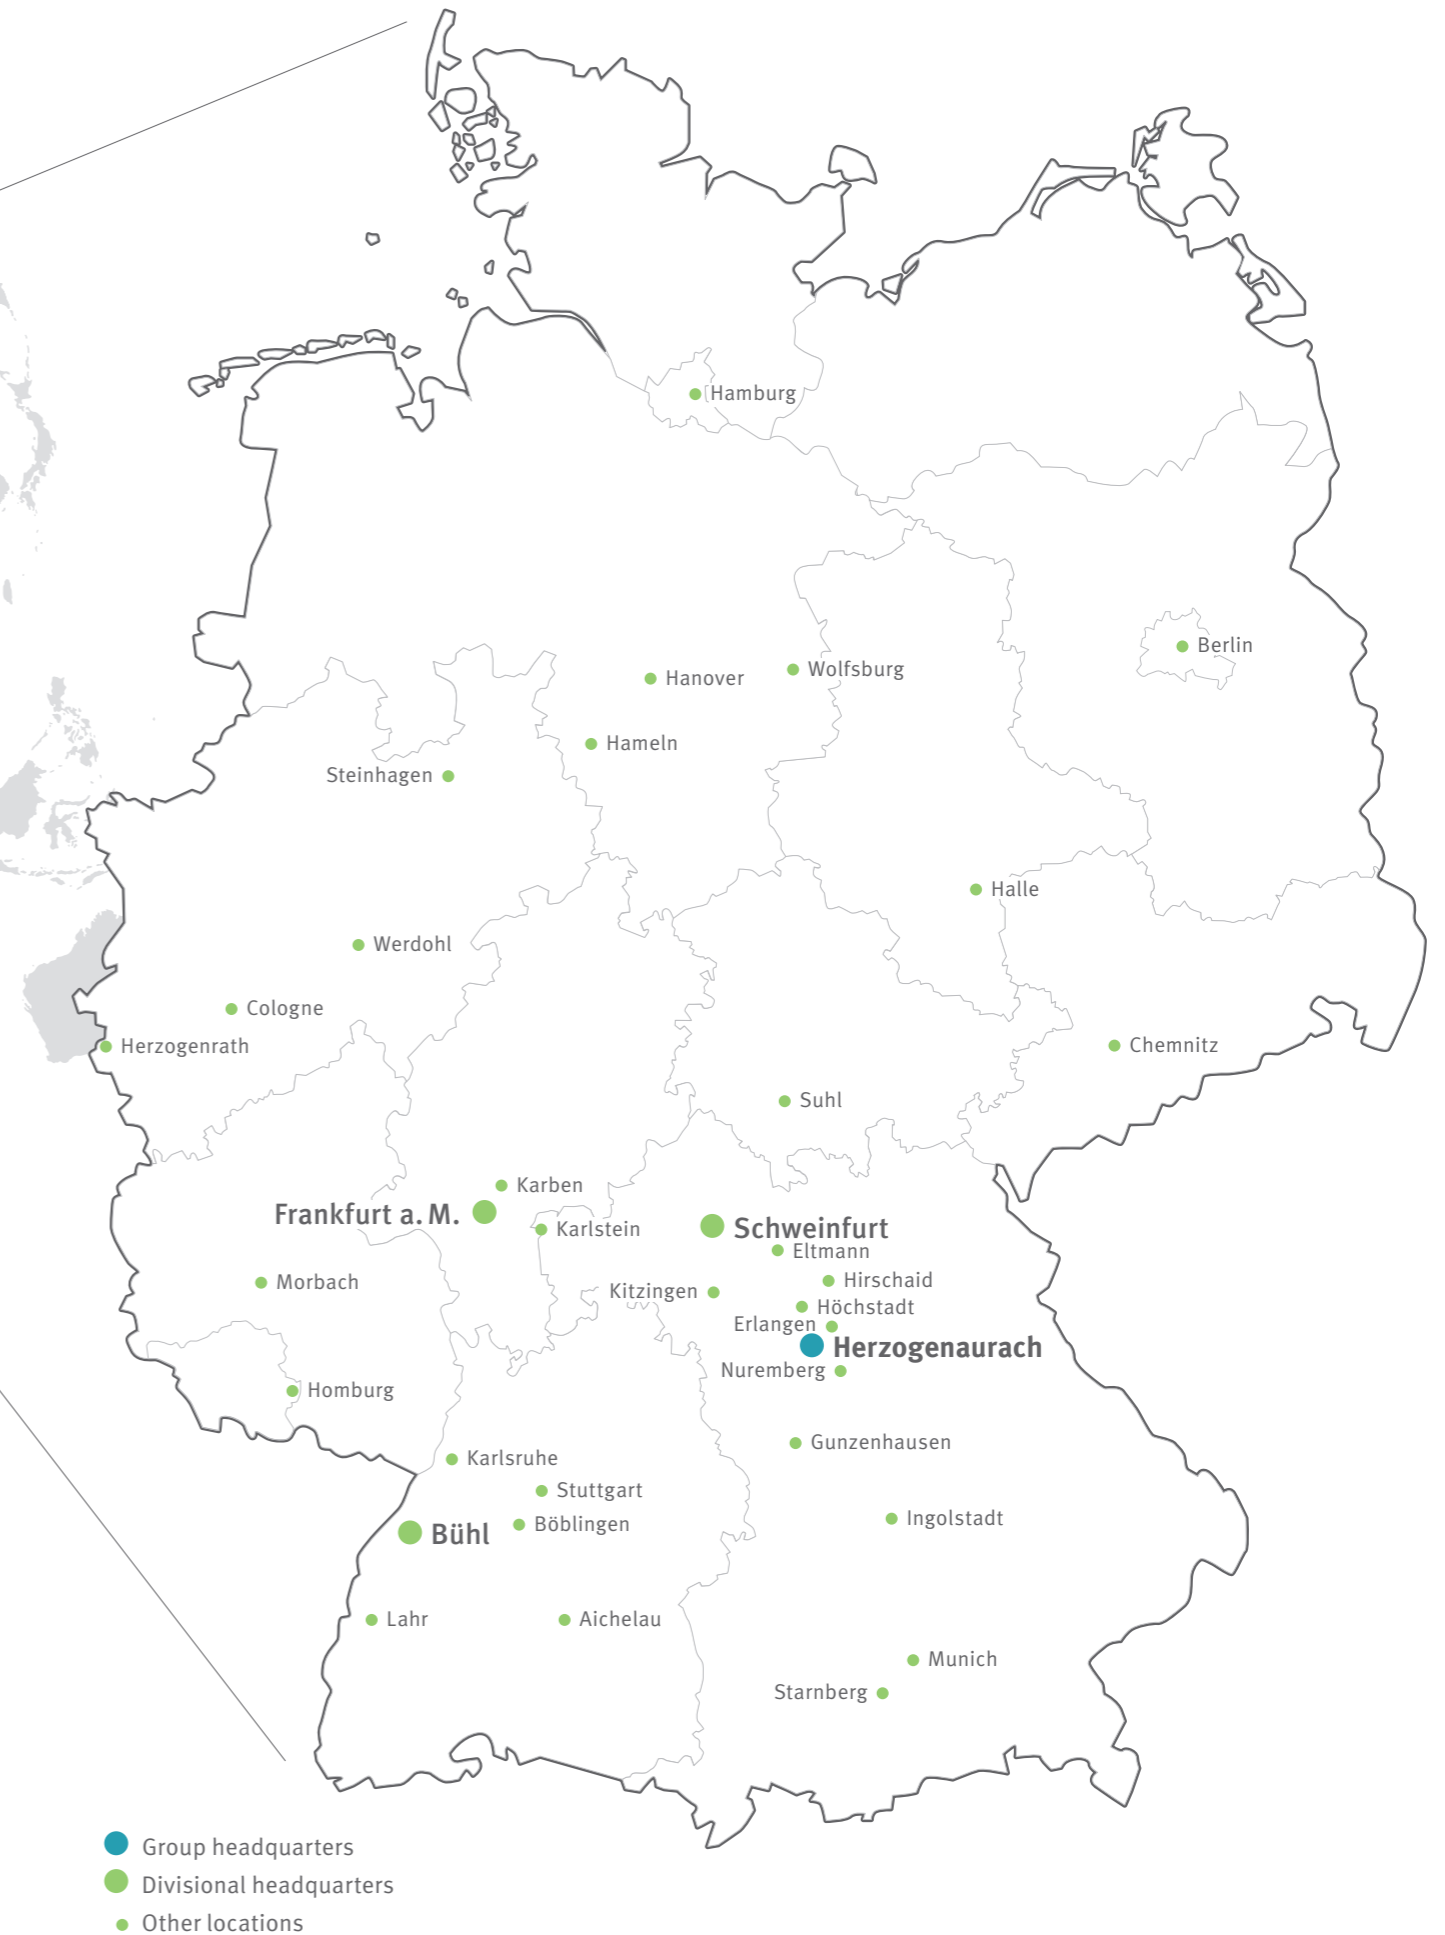 Hamburg
Berlin
Wolfsburg
Hanover
Hameln
Steinhagen
Halle
Werdohl
Cologne
Herzogenrath
Chemnitz
Suhl
Karben
Frankfurt a. M.
Karlstein
Schweinfurt
Eltmann
Hirschaid
Morbach
Kitzingen
Höchstadt
Erlangen
Herzogenaurach
Nuremberg
Homburg
Gunzenhausen
Karlsruhe
Stuttgart
Ingolstadt
Böblingen
Bühl
Lahr
Aichelau
Munich
Starnberg
Group headquarters
Divisional headquarters
Other locations